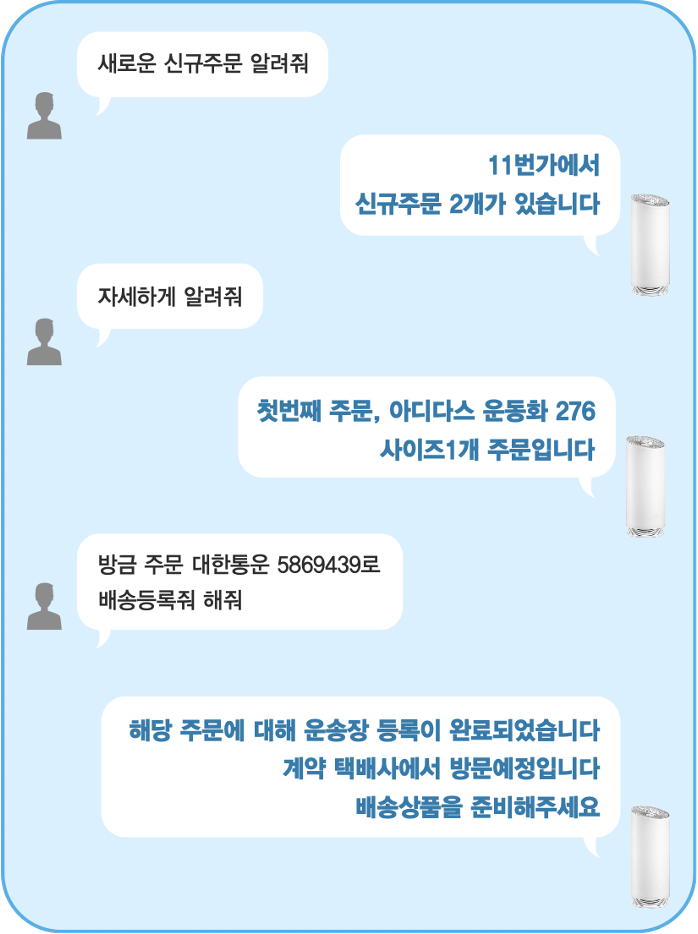 새로운 신규주문 알려줘
11번가에서
신규주문 2개가 있습니다
자세하게 알려줘
첫번째 주문, 아디다스 운동화 276
사이즈1개 주문입니다
방금 주문 대한통운 5869439로
배송등록줘 해줘
해당 주문에 대해 운송장 등록이 완료되었습니다
계약 택배사에서 방문예정입니다
배송상품을 준비해주세요